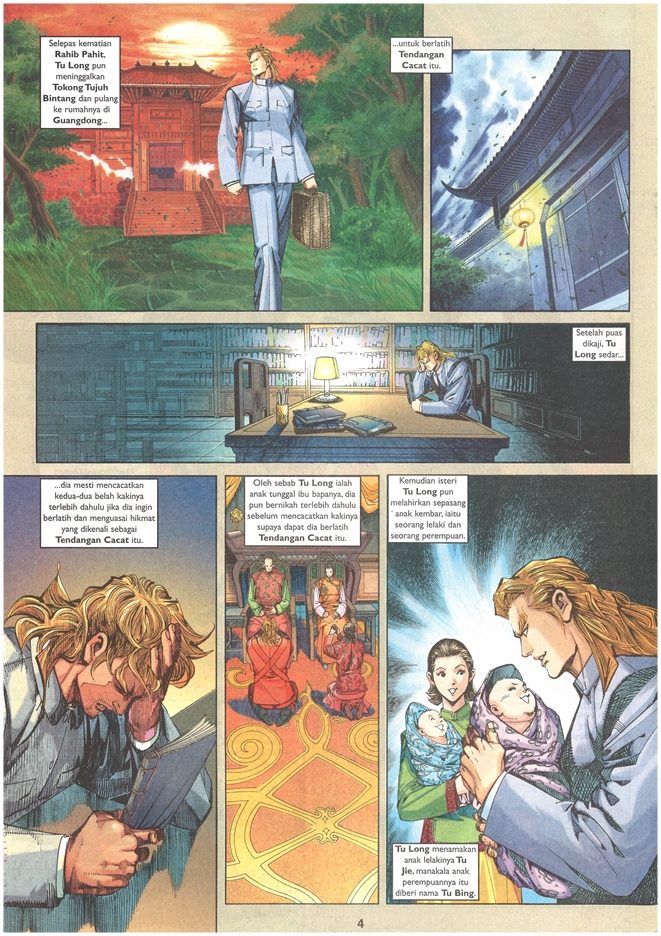 Selepas kematian
Rahib Pahit,
Tu Long pun
meninggalkan
Tokong Tujuh
Bintang dan pulang
ke rumahnya di
Guangdong...
...untuk berlatih
Tendangan
Cacat itu.
Setelah puas
dikaji, Tu
Long sedar...
...dia mesti mencacatkan
kedua-dua belah kakinya
terlebih dahulu jika dia ingin
berlatih dan menguasai hikmat
yang dikenali sebagai
Tendangan Cacat itu.
Oleh sebab Tu Long ialah
anak tunggal ibu bapanya, dia
pun bernikah terlebih dahulu
sebelum mencacatkan kakinya
supaya dapat dia berlatih
Tendangan Cacat itu.
Kemudian isteri
Tu Long pun
melahirkan sepasang
anak kembar, iaitu
seorang lelaki dan
seorang perempuan.
Tu Long menamakan
anak lelakinya Tu
Jie, manakala anak
perempuannya itu
diberi nama Tu Bing.
4